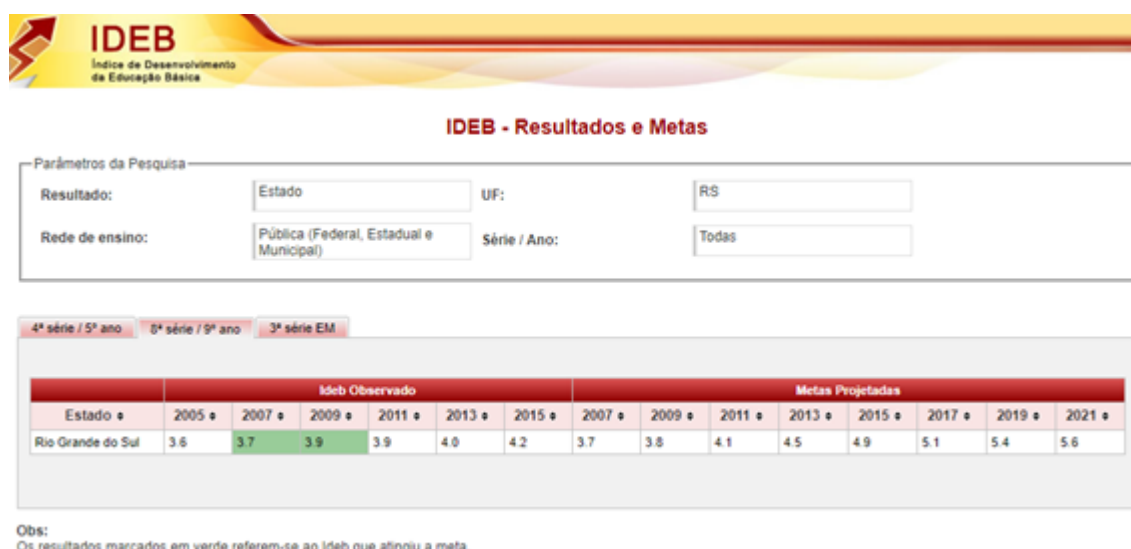 IDEB
Índice de Desenvolvimento
da Educação Básica
IDEB - Resultados e Metas
Parâmetros da Pesquisa
Resultado: Estado UF: RS
Rede de ensino: Pública (Federal, Estadual e Municipal) Série / Ano: Todas
4ª série / 5º ano 8ª série / 9º ano 3ª série EM
Ideb Observado Metas Projetadas
Estado 2005 2007 2009 2011 2013 2015 2007 2009 2011 2013 2015 2017 2019 2021
Rio Grande do Sul 3.6 3.7 3.9 3.9 4.0 4.2 3.7 3.8 4.1 4.5 4.9 5.1 5.4 5.6
Obs:
Os resultados marcados em verde referem-se ao Ideb que atingiu a meta.